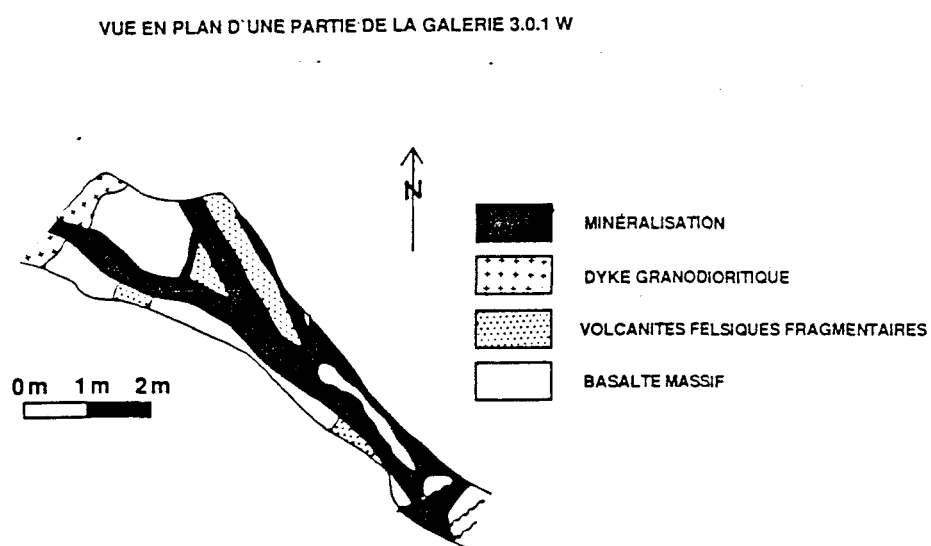 VUE EN PLAN D'UNE PARTIE DE LA GALERIE 3.0.1 W
N
MINÉRALISATION
DYKE GRANODIORITIQUE
VOLCANITES FELSIQUES FRAGMENTAIRES
BASALTE MASSIF
0m 1m 2m